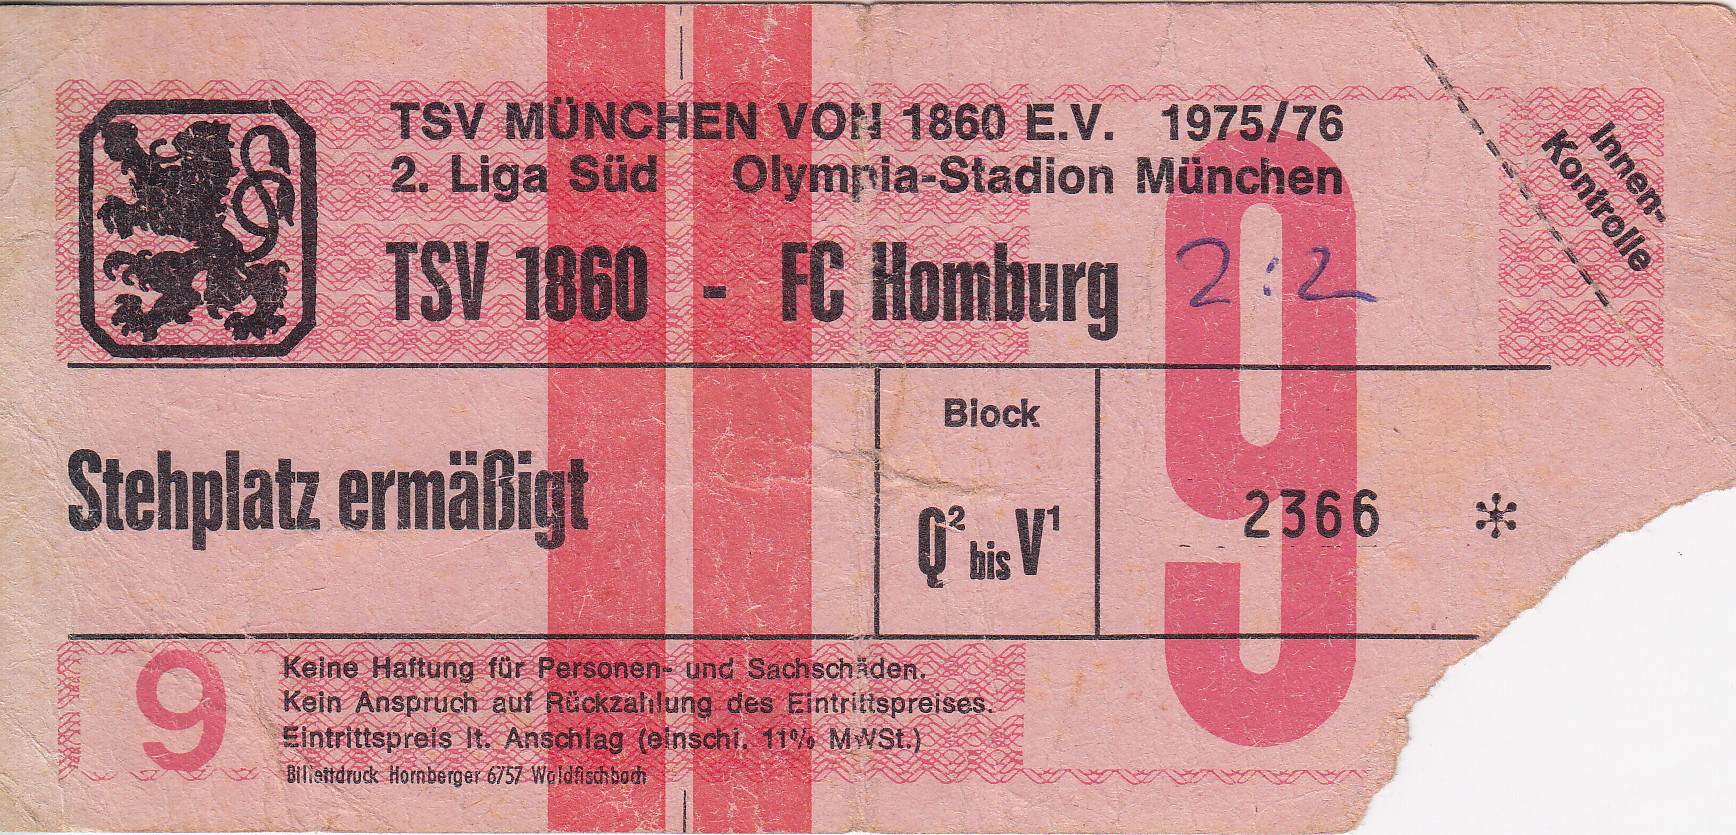 TSV MÜNCHEN VON 1860 E.V. 1975/76
2. Liga Süd Olympia-Stadion München
TSV 1860 - FC Homburg 2:2
Innen-
Kontrolle
Stehplatz ermäßigt
Block
Q² bis V¹
2366 *
9
9
Keine Haftung für Personen- und Sachschäden.
Kein Anspruch auf Rückzahlung des Eintrittspreises.
Eintrittspreis lt. Anschlag (einschl. 11% MWSt.)
Billettdruck Hornberger 6757 Waldfischbach